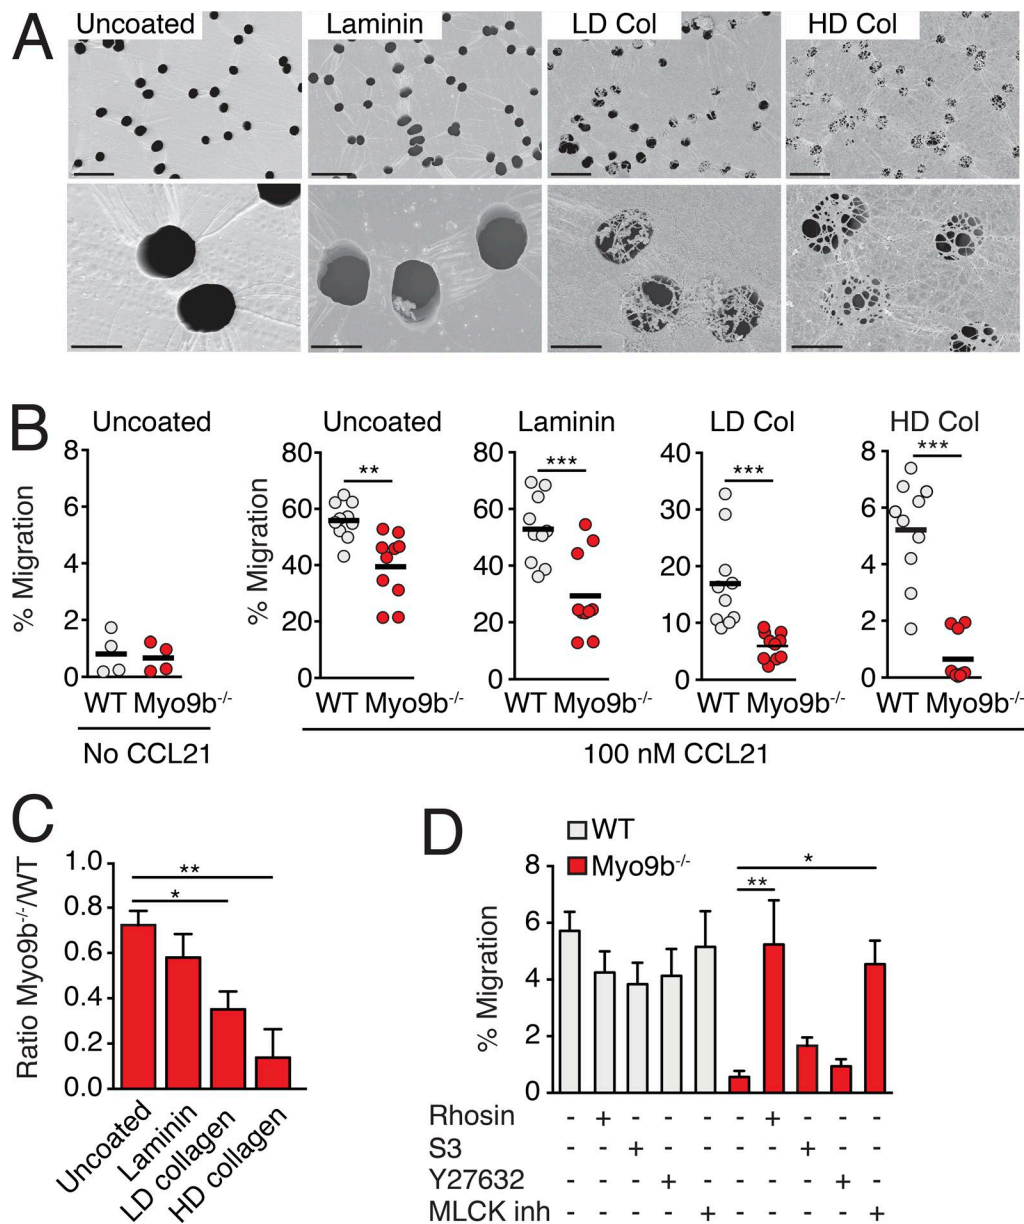 A
Uncoated Laminin LD Col HD Col
B
Uncoated Uncoated Laminin LD Col HD Col
% Migration
8
6
4
2
0
% Migration
80
60
40
20
0
**
80
60
40
20
0
***
40
30
20
10
0
***
8
6
4
2
0
***
WT Myo9b-/- WT Myo9b-/- WT Myo9b-/- WT Myo9b-/- WT Myo9b-/-
No CCL21 100 nM CCL21
C
Ratio Myo9b-/-/WT
1.0
0.8
0.6
0.4
0.2
0.0
**
*
Uncoated
Laminin
LD collagen
HD collagen
D
WT
Myo9b-/-
% Migration
8
6
4
2
0
*
**
Rhosin - + - - - - + - - -
S3 - - + - - - - + - -
Y27632 - - - + - - - - + -
MLCK inh - - - - + - - - - +